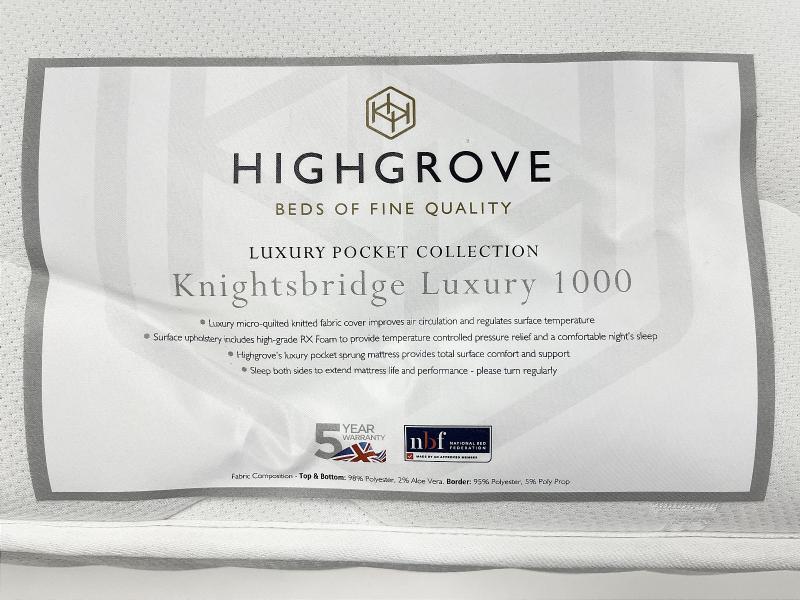 HIGHGROVE
BEDS OF FINE QUALITY
LUXURY POCKET COLLECTION
Knightsbridge Luxury 1000
• Luxury micro-quilted knitted fabric cover improves air circulation and regulates surface temperature
• Surface upholstery includes high-grade RX Foam to provide temperature controlled pressure relief and a comfortable night's sleep
• Highgrove's luxury pocket sprung mattress provides total surface comfort and support
• Sleep both sides to extend mattress life and performance - please turn regularly
5 YEAR WARRANTY
nbf NATIONAL BED FEDERATION
MADE BY AN APPROVED MEMBER
Fabric Composition - Top & Bottom: 98% Polyester, 2% Aloe Vera. Border: 95% Polyester, 5% Poly Prop